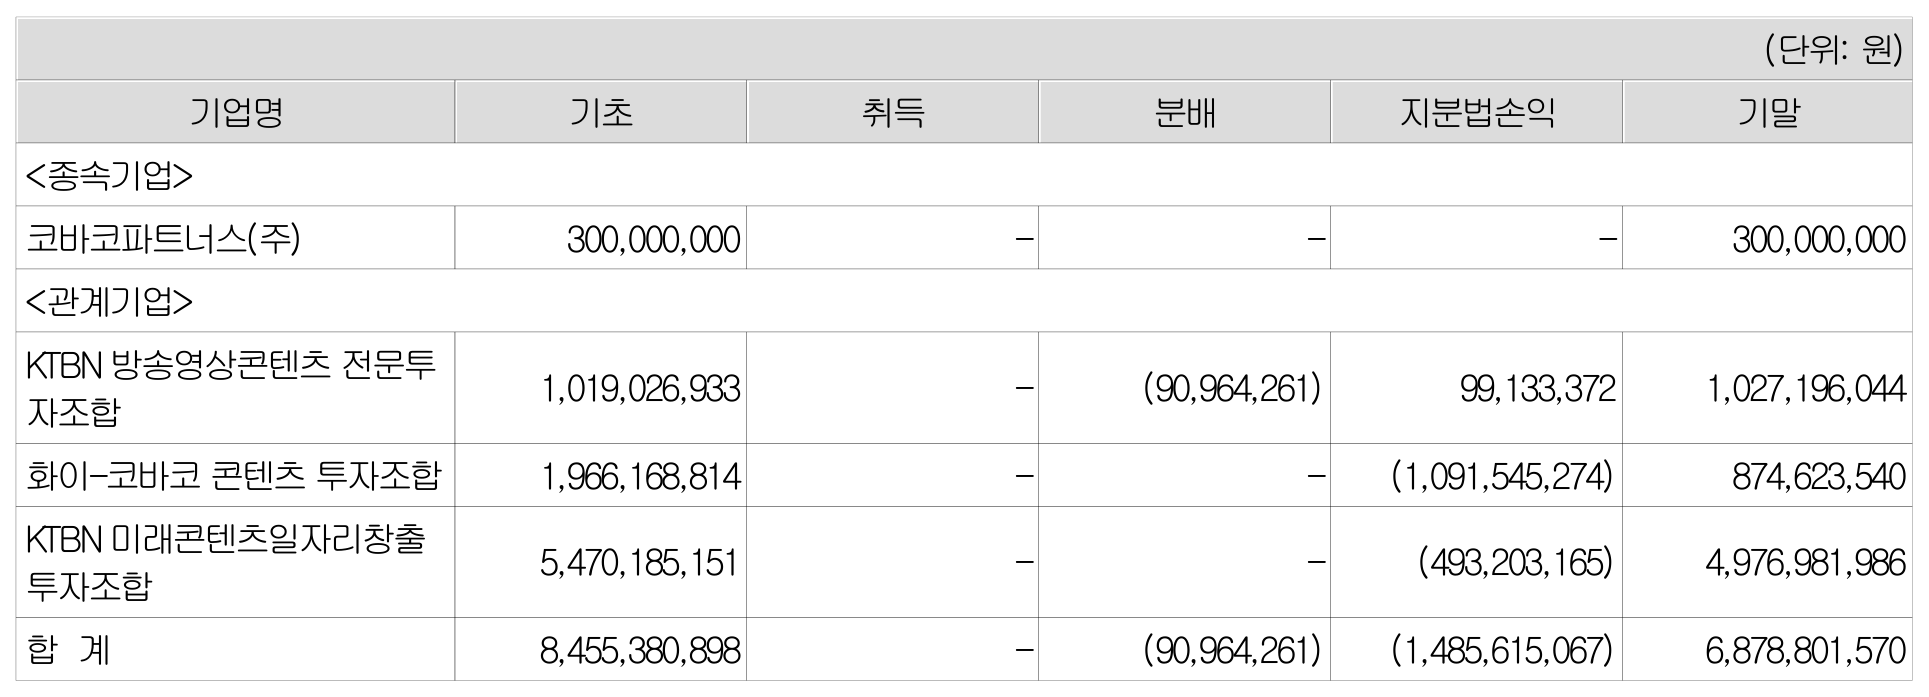 (단위: 원)
기업명 기초 취득 분배 지분법손익 기말
<종속기업>
코바코파트너스(주) 300,000,000 - - - 300,000,000
<관계기업>
KTBN 방송영상콘텐츠 전문투
자조합 1,019,026,933 - (90,964,261) 99,133,372 1,027,196,044
화이-코바코 콘텐츠 투자조합 1,966,168,814 - - (1,091,545,274) 874,623,540
KTBN 미래콘텐츠일자리창출
투자조합 5,470,185,151 - - (493,203,165) 4,976,981,986
합 계 8,455,380,898 - (90,964,261) (1,485,615,067) 6,878,801,570